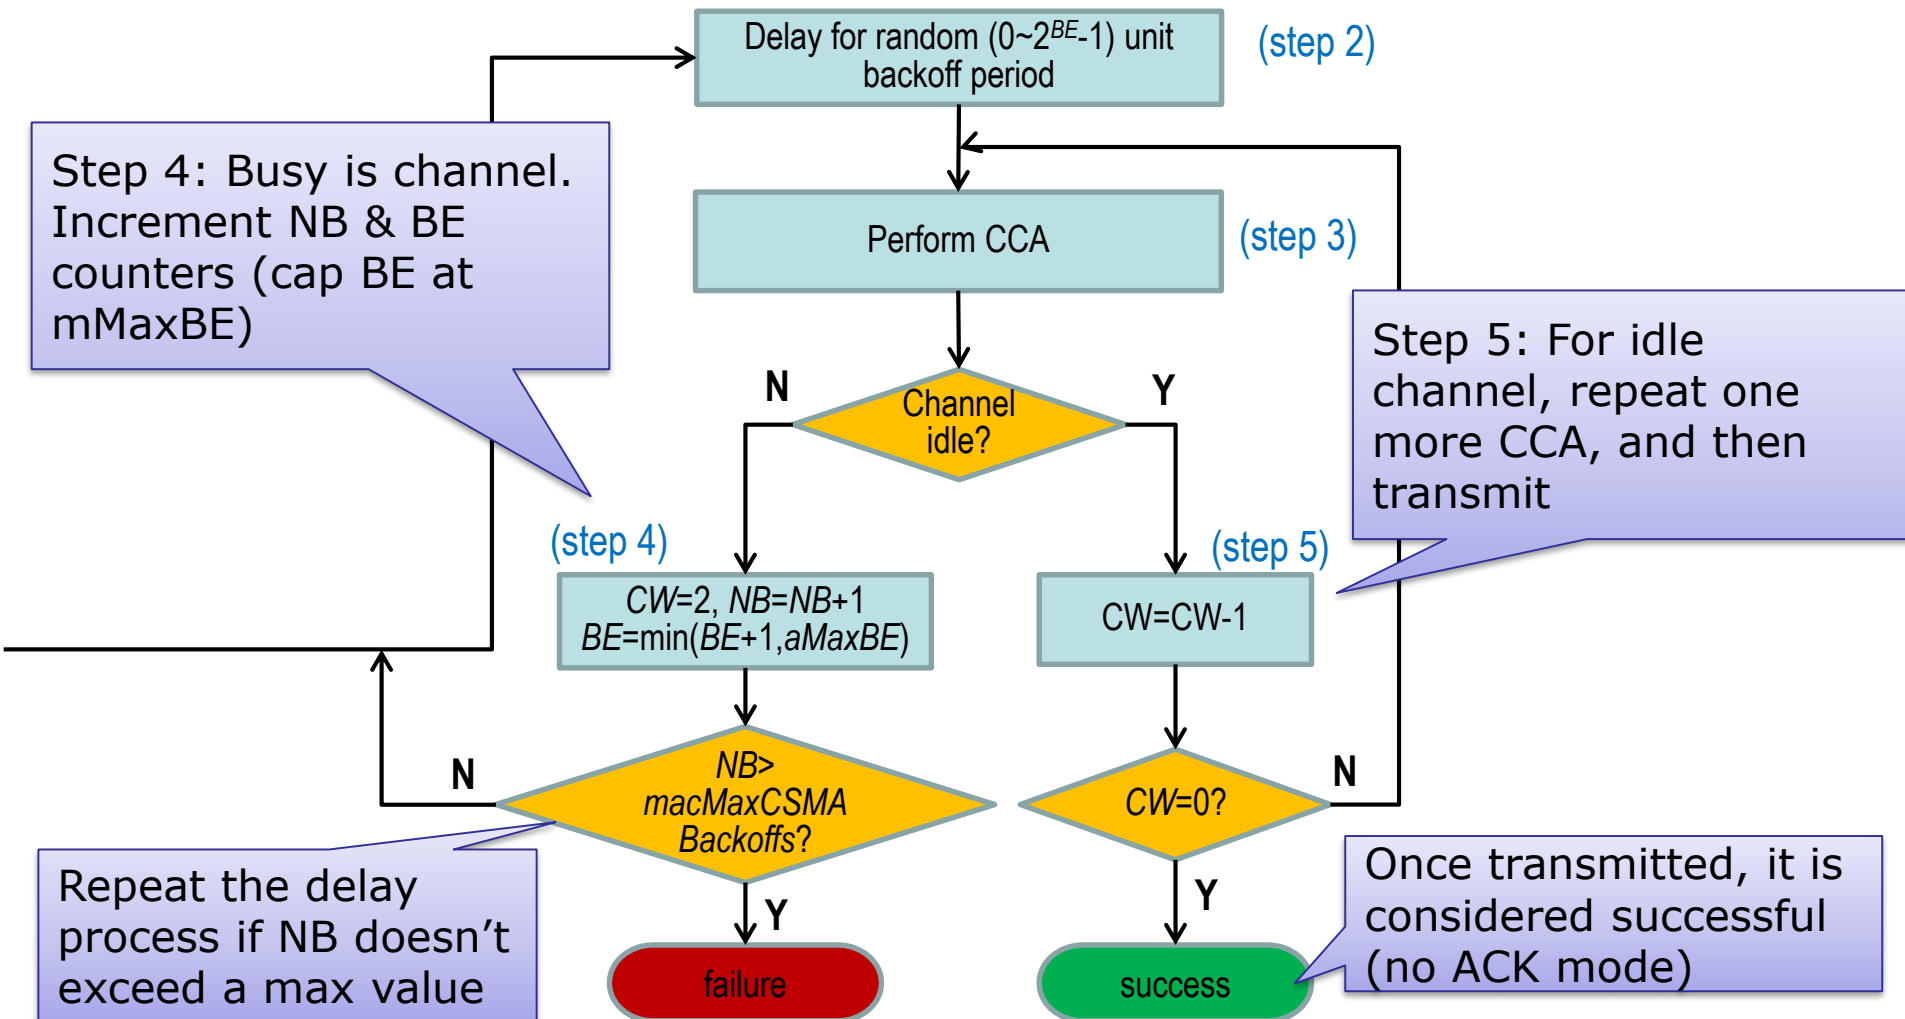 Delay for random (0~2^BE-1) unit
backoff period
(step 2)
Step 4: Busy is channel.
Increment NB & BE
counters (cap BE at
mMaxBE)
Perform CCA
(step 3)
Step 5: For idle
channel, repeat one
more CCA, and then
transmit
N
Channel
idle?
Y
(step 4)
(step 5)
CW=2, NB=NB+1
BE=min(BE+1,aMaxBE)
CW=CW-1
N
NB>
macMaxCSMA
Backoffs?
CW=0?
N
Repeat the delay
process if NB doesn’t
exceed a max value
Y
Y
Once transmitted, it is
considered successful
(no ACK mode)
failure
success